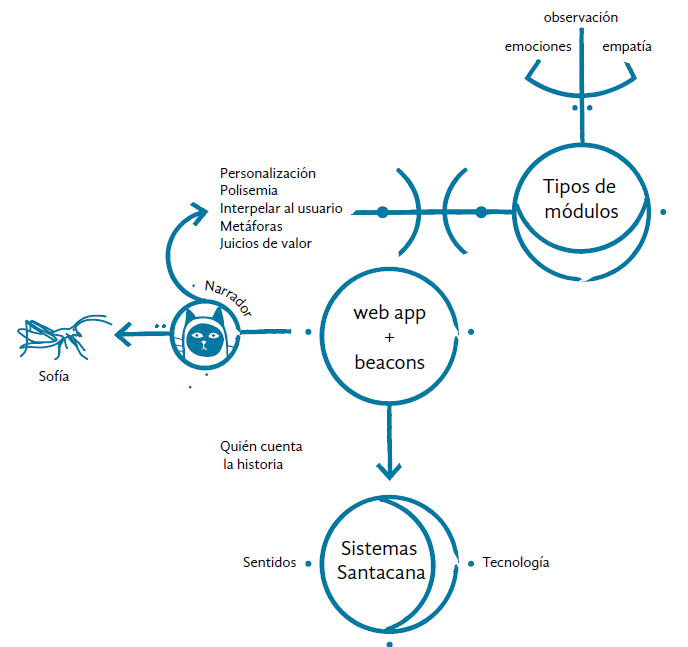 observación
emociones
empatía
Tipos de
módulos
Personalización
Polisemia
Interpelar al usuario
Metáforas
Juicios de valor
Narrador
web app
+
beacons
Sofía
Quién cuenta
la historia
Sistemas
Santacana
Sentidos
Tecnología